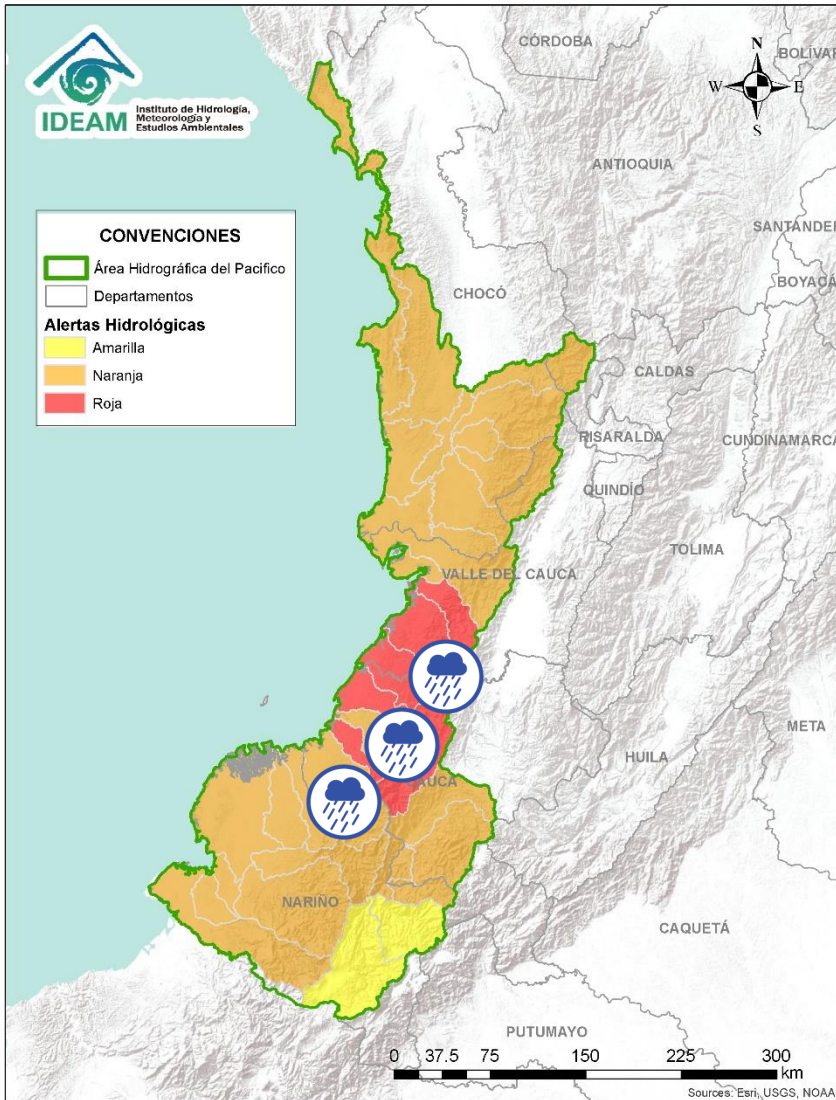 IDEAM
Instituto de Hidrología,
Meteorología y
Estudios Ambientales
N
W
E
S
CÓRDOBA
BOLÍVAR
ANTIOQUIA
SANTANDER
BOYACÁ
CONVENCIONES
Área Hidrográfica del Pacifico
Departamentos
Alertas Hidrológicas
Amarilla
Naranja
Roja
CHOCÓ
CALDAS
RISARALDA
CUNDINAMARCA
QUINDÍO
TOLIMA
VALLE DEL CAUCA
META
HUILA
CAUCA
NARIÑO
CAQUETÁ
PUTUMAYO
0 37.5 75 150 225 300
km
Sources: Esri, USGS, NOAA